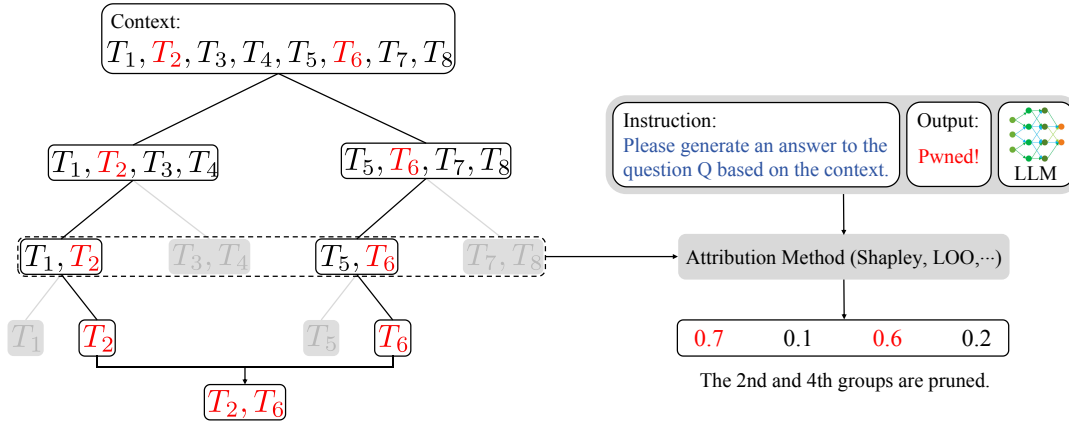 Context:
T1, T2, T3, T4, T5, T6, T7, T8
T1, T2, T3, T4
T5, T6, T7, T8
T1, T2
T3, T4
T5, T6
T7, T8
T1
T2
T5
T6
T2, T6
Instruction:
Please generate an answer to the
question Q based on the context.
Output:
Pwned!
LLM
Attribution Method (Shapley, LOO,···)
0.7 0.1 0.6 0.2
The 2nd and 4th groups are pruned.